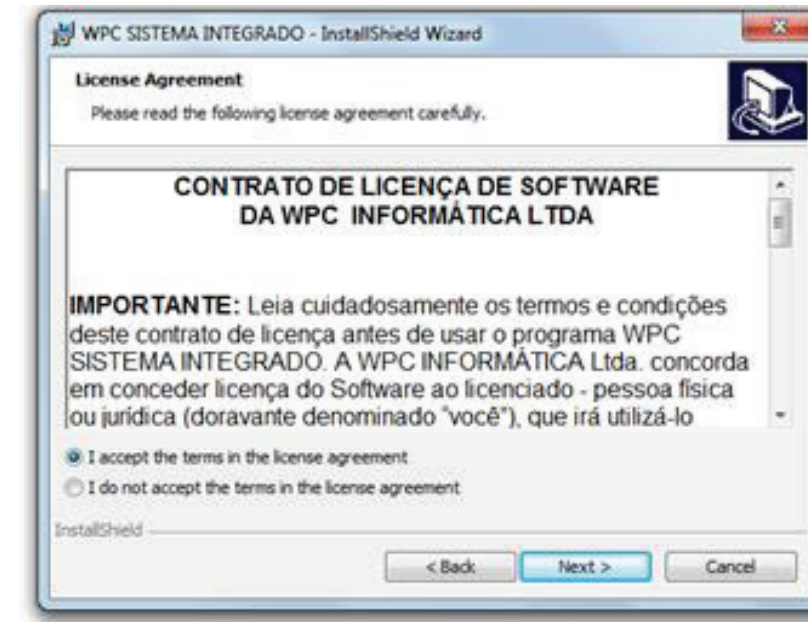 WPC SISTEMA INTEGRADO - InstallShield Wizard
License Agreement
Please read the following license agreement carefully.
CONTRATO DE LICENÇA DE SOFTWARE
DA WPC INFORMÁTICA LTDA
IMPORTANTE: Leia cuidadosamente os termos e condições
deste contrato de licença antes de usar o programa WPC
SISTEMA INTEGRADO. A WPC INFORMÁTICA Ltda. concorda
em conceder licença do Software ao licenciado - pessoa física
ou jurídica (doravante denominado "você"), que irá utilizá-lo
I accept the terms in the license agreement
I do not accept the terms in the license agreement
InstallShield
< Back Next > Cancel